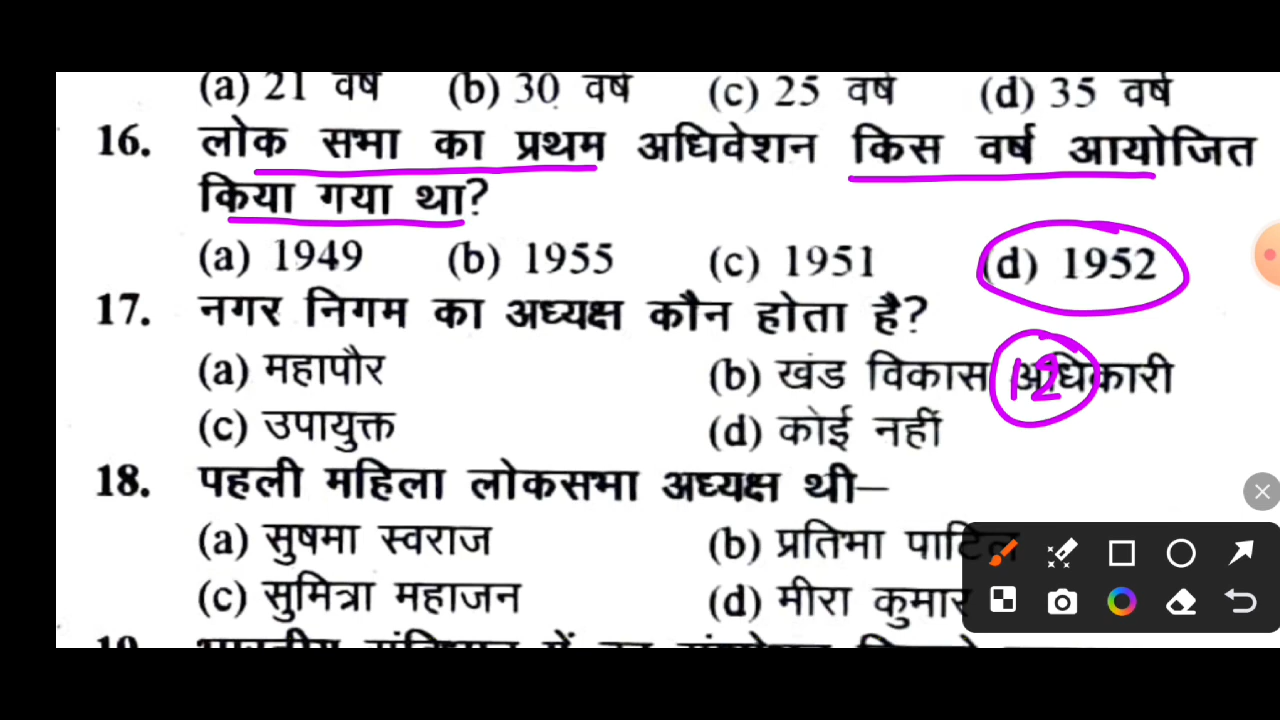 (a) 21 वर्ष (b) 30 वर्ष (c) 25 वर्ष (d) 35 वर्ष
16. लोक सभा का प्रथम अधिवेशन किस वर्ष आयोजित
किया गया था?
(a) 1949 (b) 1955 (c) 1951 (d) 1952
17. नगर निगम का अध्यक्ष कौन होता है?
(a) महापौर (b) खंड विकास अधिकारी
12
(c) उपायुक्त (d) कोई नहीं
18. पहली महिला लोकसभा अध्यक्ष थी–
(a) सुषमा स्वराज (b) प्रतिमा पाटिल
(c) सुमित्रा महाजन (d) मीरा कुमार
19. भारतीय संविधान में